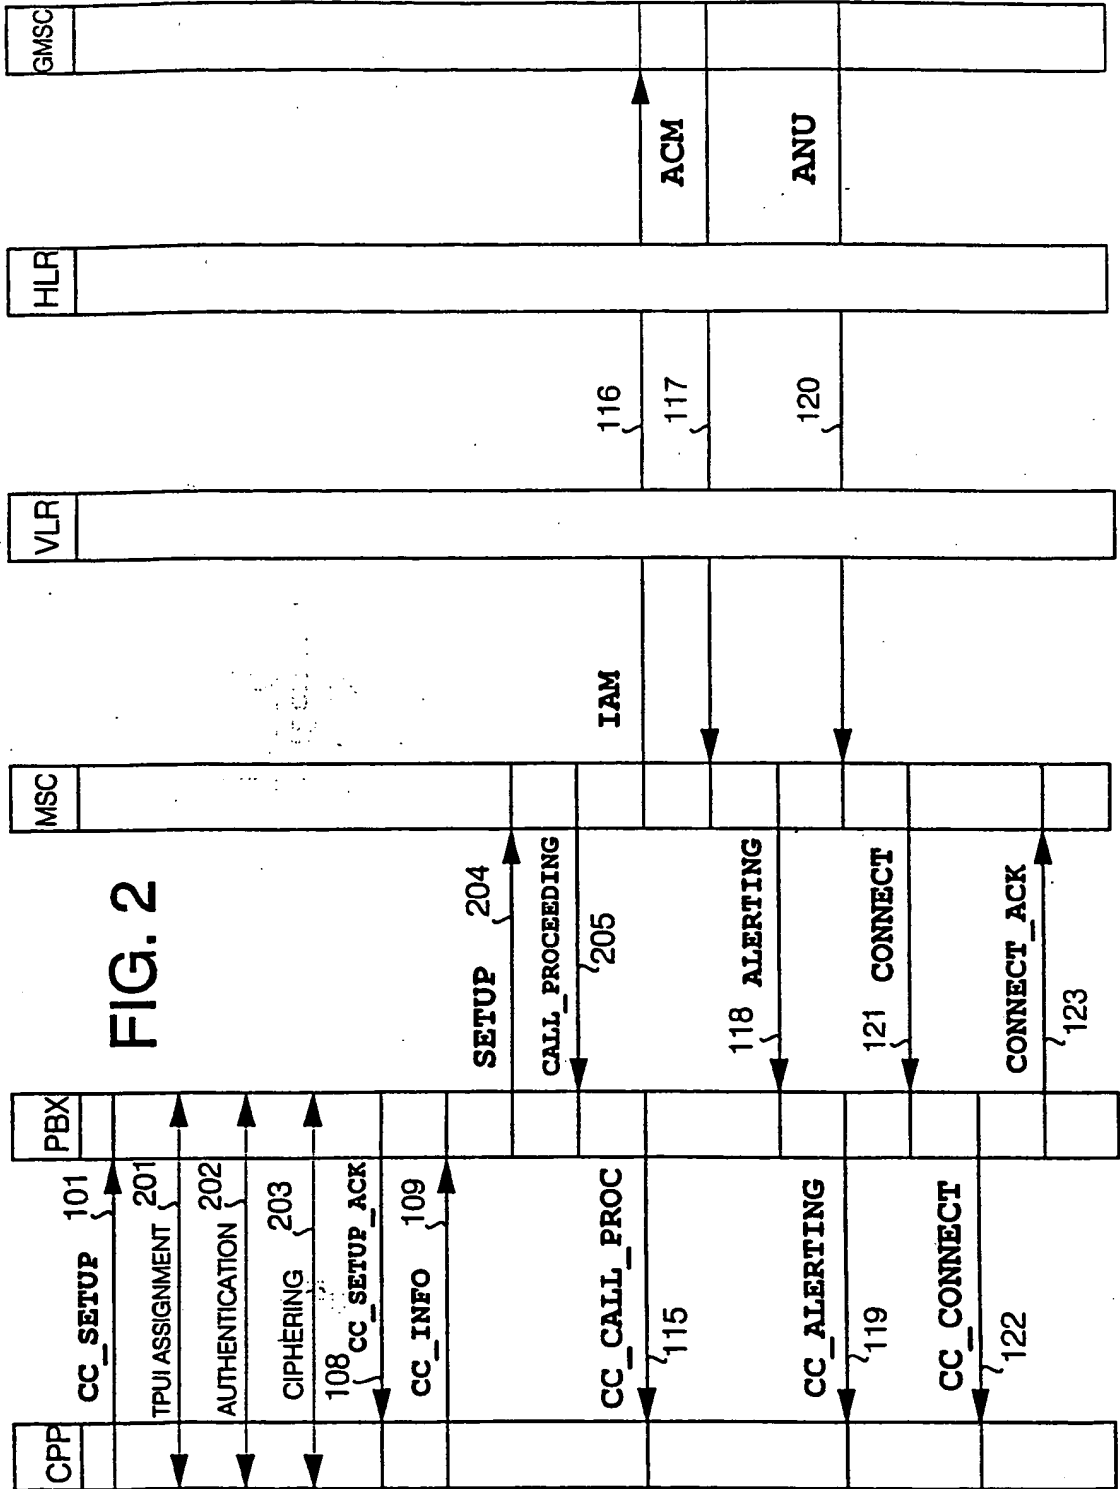 FIG. 2
CPP
PBX
MSC
VLR
HLR
GMSC
CC_SETUP
101
TPUI ASSIGNMENT
201
AUTHENTICATION
202
CIPHERING
203
108
CC_SETUP_ACK
CC_INFO
109
SETUP
204
CALL_PROCEEDING
205
IAM
116
CC_CALL_PROC
115
117
ACM
118
ALERTING
CC_ALERTING
119
120
ANU
121
CONNECT
CC_CONNECT
122
CONNECT_ACK
123